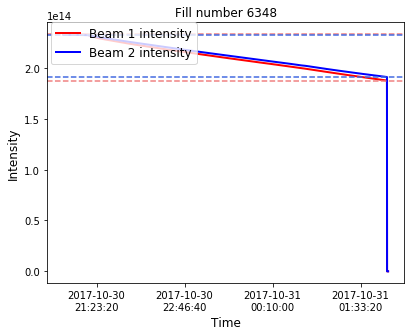 Fill number 6348
1e14
Beam 1 intensity
Beam 2 intensity
2.0
1.5
1.0
0.5
0.0
Intensity
2017-10-30
21:23:20
2017-10-30
22:46:40
2017-10-31
00:10:00
2017-10-31
01:33:20
Time